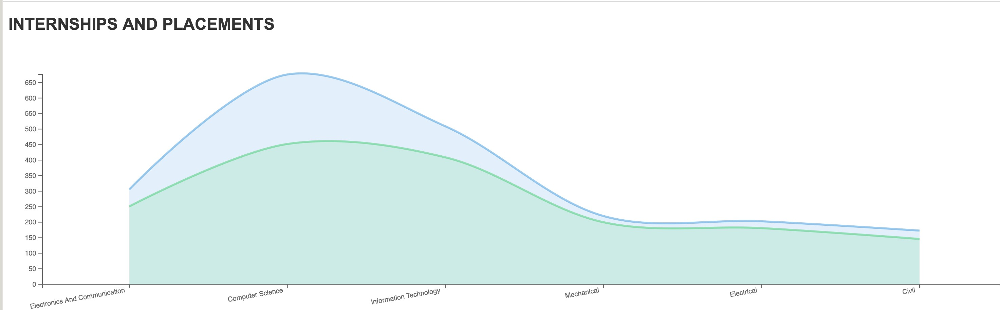 INTERNSHIPS AND PLACEMENTS
650
600
550
500
450
400
350
300
250
200
150
100
50
0
Electronics And Communication
Computer Science
Information Technology
Mechanical
Electrical
Civil